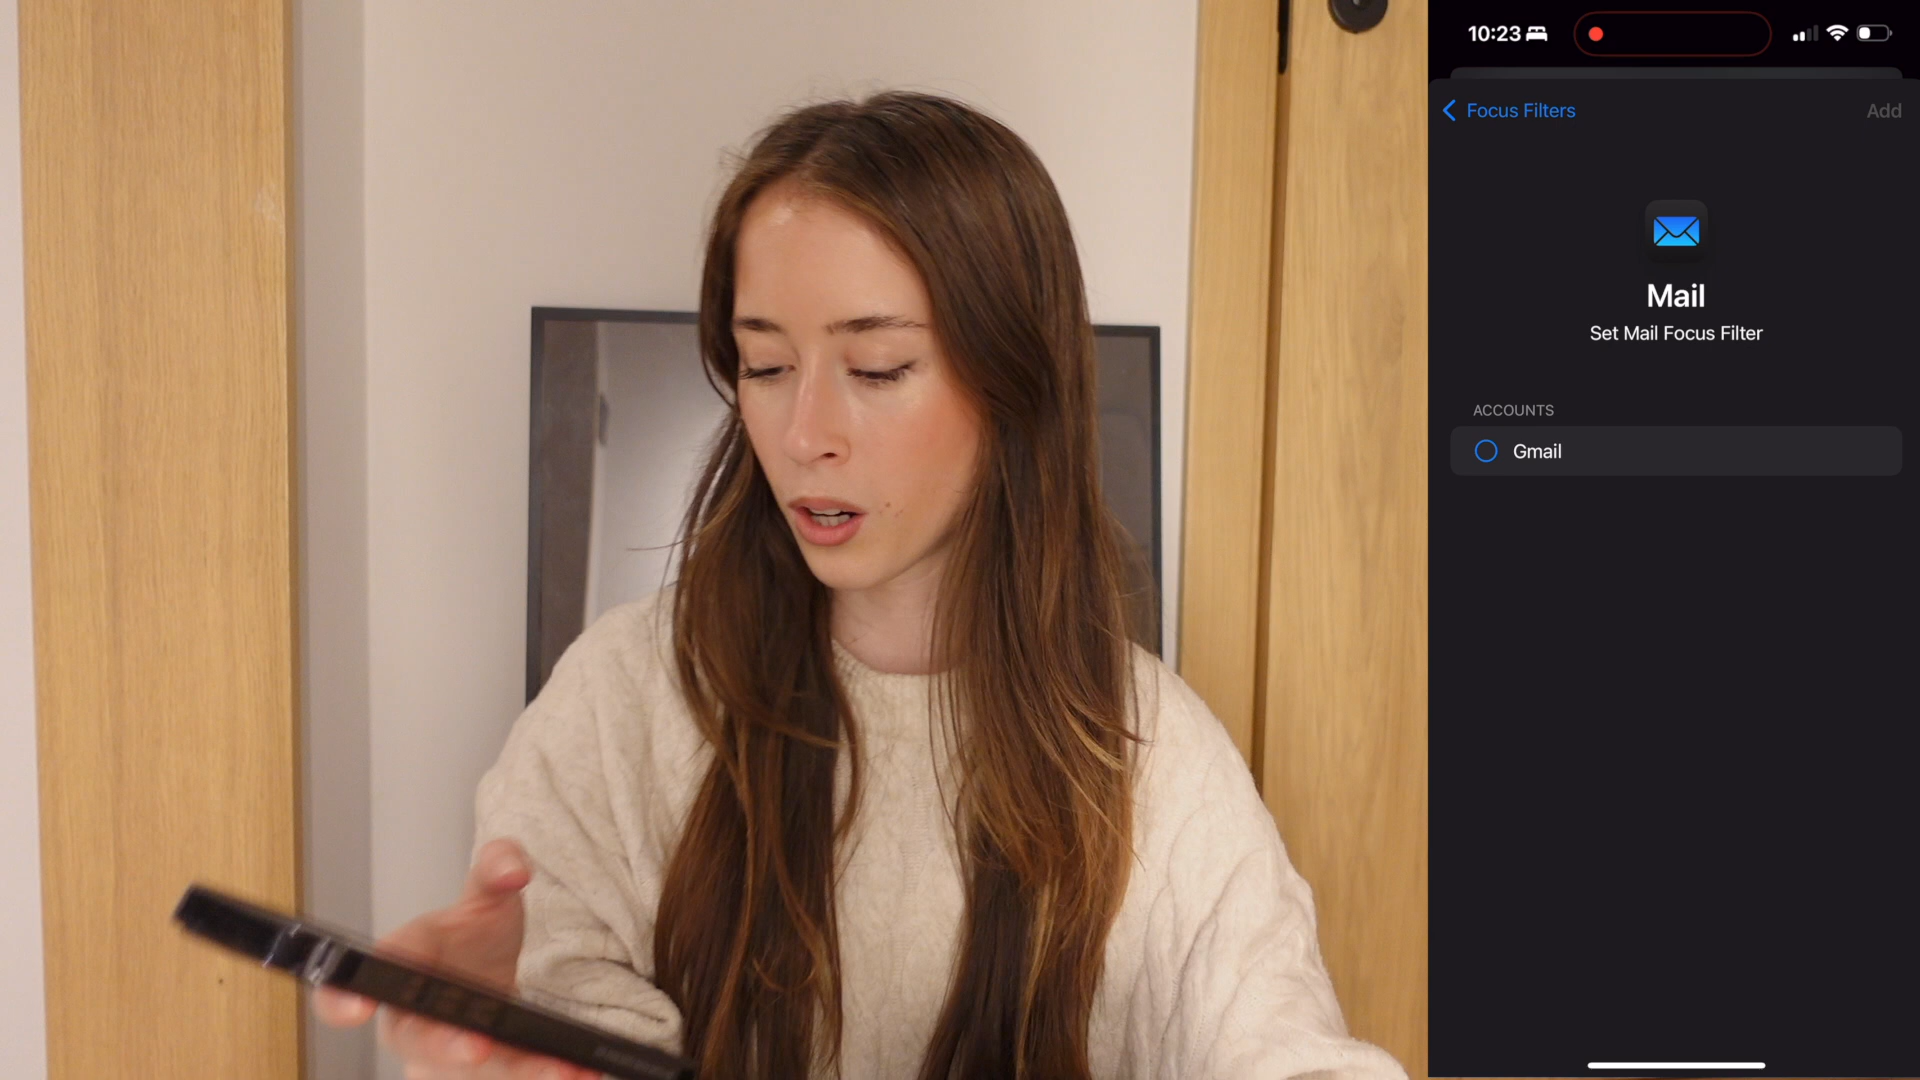 10:23
Focus Filters
Add
Mail
Set Mail Focus Filter
ACCOUNTS
Gmail